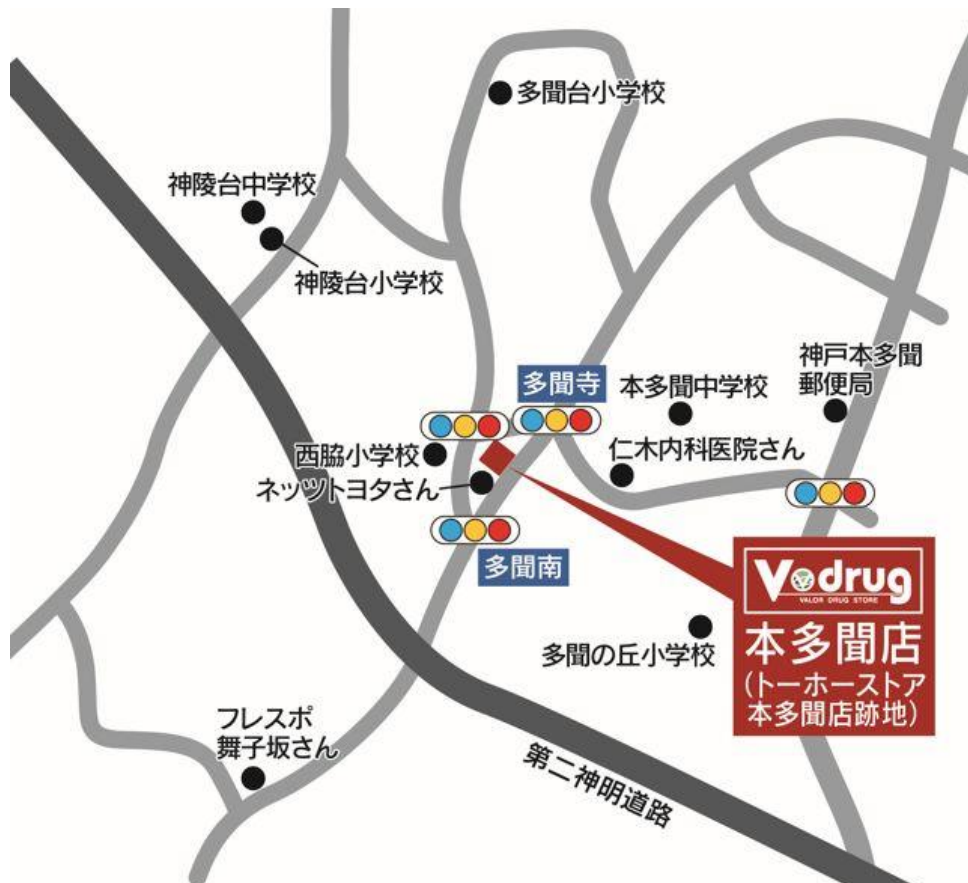 多聞台小学校
神陵台中学校
神陵台小学校
神戸本多聞
郵便局
多聞寺
本多聞中学校
西脇小学校
仁木内科医院さん
ネッツトヨタさん
多聞南
V drug
VALOR DRUG STORE
本多聞店
(トーホーストア
本多聞店跡地)
多聞の丘小学校
フレスポ
舞子坂さん
第二神明道路